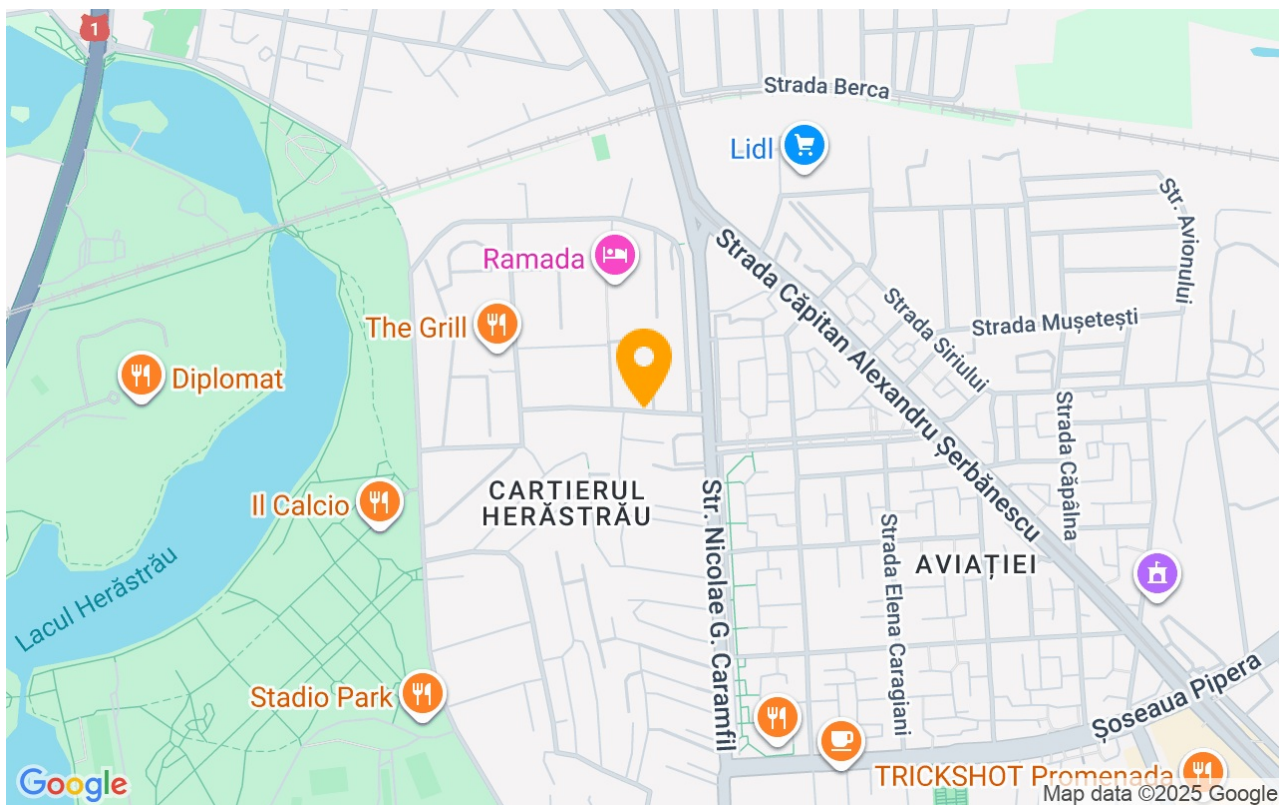 1
Strada Berca
Lidl
Str. Avionului
Ramada
Strada Căpitan Alexandru Șerbănescu
Strada Siriului
Strada Mușetești
The Grill
Diplomat
Strada Căpâlna
CARTIERUL
HERĂSTRĂU
Il Calcio
Str. Nicolae G. Caramfil
Strada Elena Caragiani
AVIAȚIEI
Lacul Herăstrău
Stadio Park
Șoseaua Pipera
TRICKSHOT Promenada
Google
Map data ©2025 Google